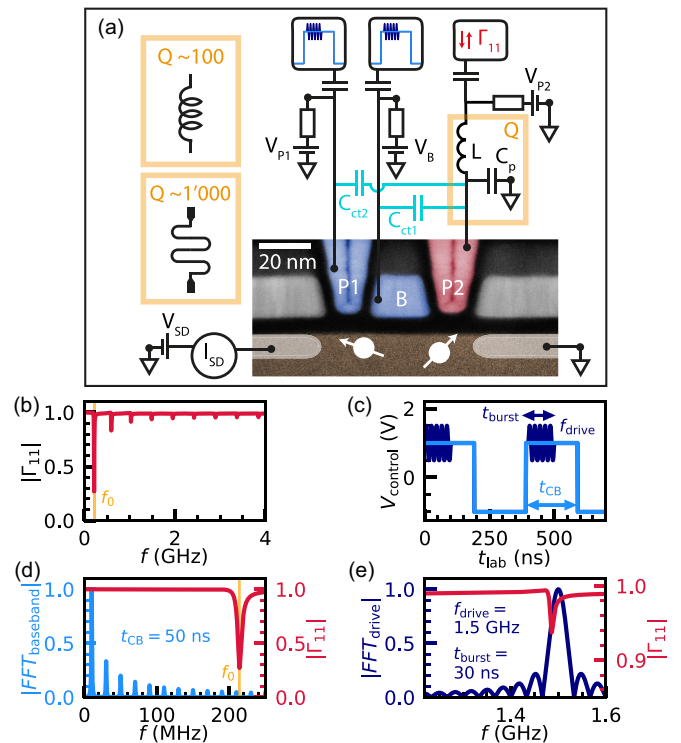 (a)
Q ~100
Q ~1'000
Γ11
VP1
VB
VP2
Q
L
Cp
Cct2
Cct1
20 nm
P1
B
P2
VSD
ISD
(b)
|Γ11|
1.0
0.5
0.0
f0
0
2
4
f (GHz)
(c)
Vcontrol (V)
2
0
tburst
fdrive
tCB
0
250
500
tlab (ns)
(d)
|FFTbaseband|
1.0
0.5
0.0
tCB = 50 ns
f0
1.0
0.5
0.0
|Γ11|
0
100
200
f (MHz)
(e)
|FFTdrive|
1.0
0.5
0.0
fdrive =
1.5 GHz
tburst =
30 ns
1.0
0.9
|Γ11|
1.4
1.6
f (GHz)